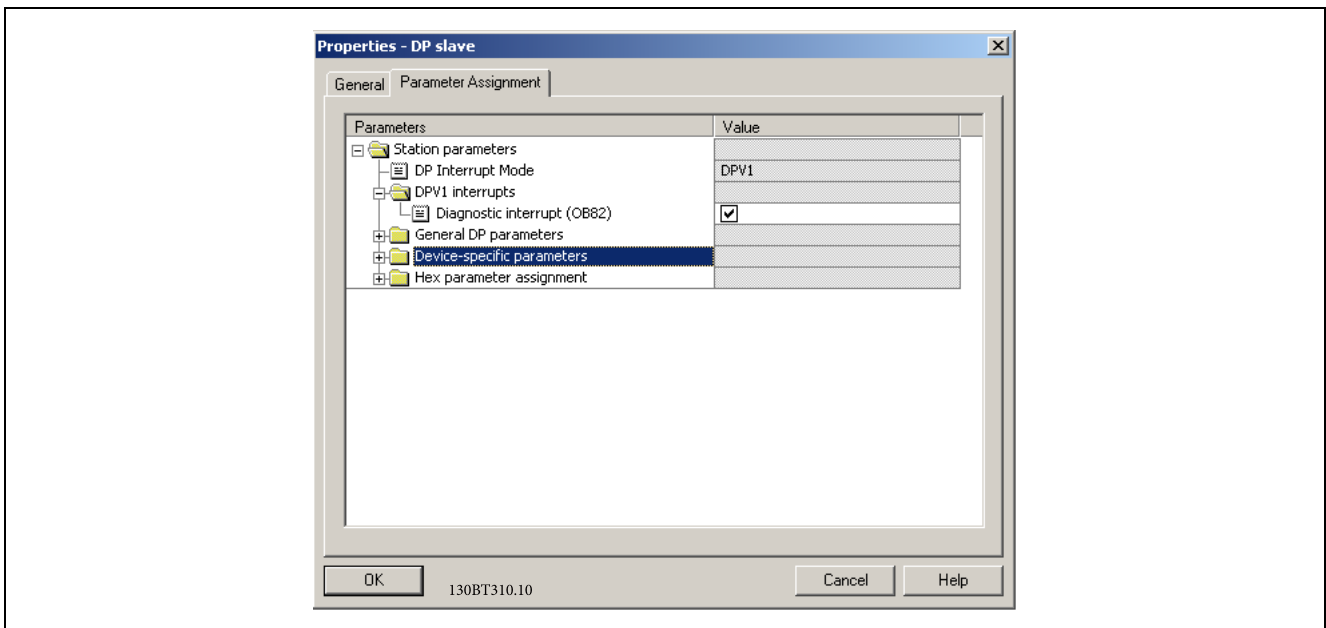 Properties - DP slave
General Parameter Assignment
Parameters Value
Station parameters
DP Interrupt Mode DPV1
DPV1 interrupts
Diagnostic interrupt (OB82)
General DP parameters
Device-specific parameters
Hex parameter assignment
OK 130BT310.10 Cancel Help